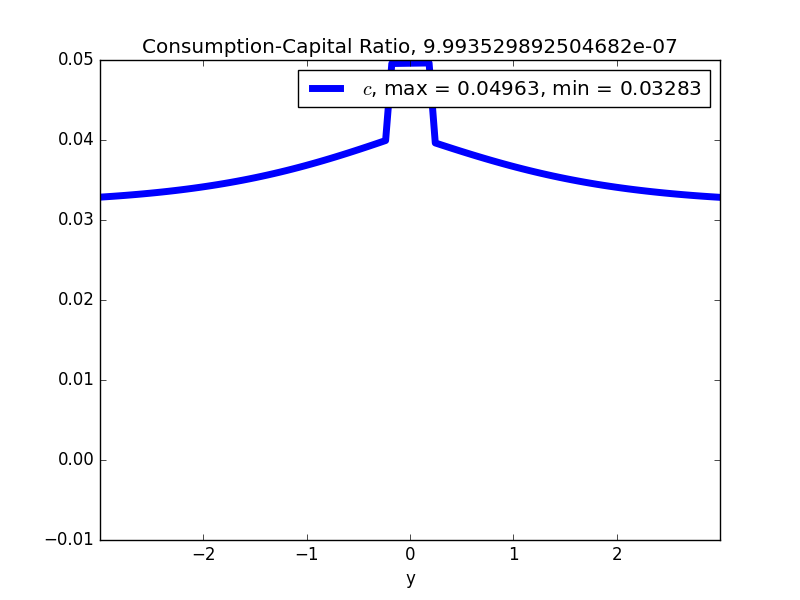 Consumption-Capital Ratio, 9.993529892504682e-07
0.05
c, max = 0.04963, min = 0.03283
0.04
0.03
0.02
0.01
0.00
−0.01
−2 −1 0 1 2
y